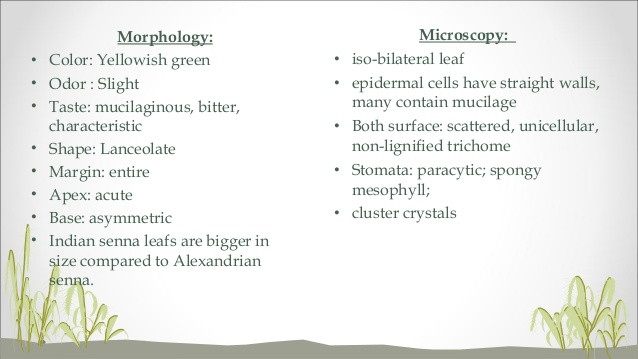 Morphology:
• Color: Yellowish green
• Odor : Slight
• Taste: mucilaginous, bitter,
characteristic
• Shape: Lanceolate
• Margin: entire
• Apex: acute
• Base: asymmetric
• Indian senna leafs are bigger in
size compared to Alexandrian
senna.
Microscopy:
• iso-bilateral leaf
• epidermal cells have straight walls,
many contain mucilage
• Both surface: scattered, unicellular,
non-lignified trichome
• Stomata: paracytic; spongy
mesophyll;
• cluster crystals